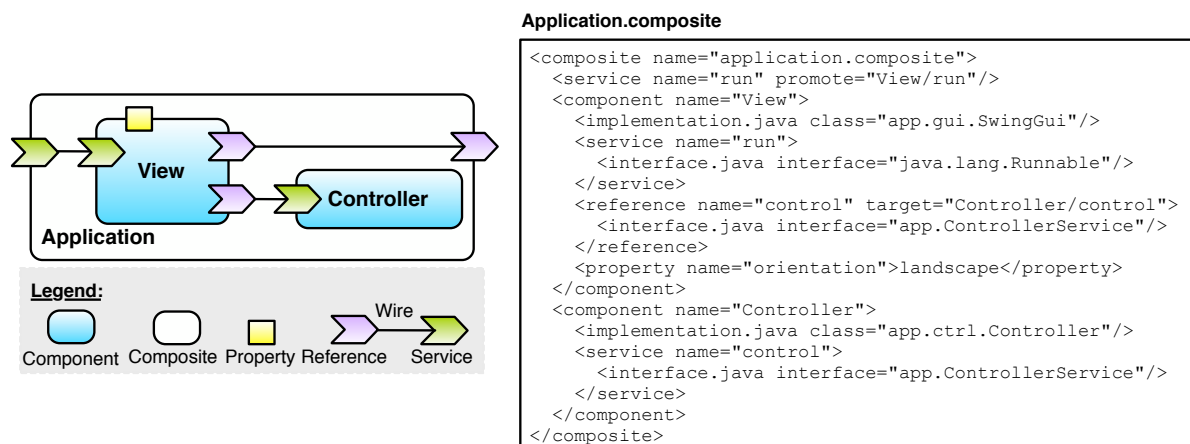 View
Controller
Application
Legend:
Wire
Component
Composite
Property
Reference
Service
Application.composite
<composite name="application.composite">
  <service name="run" promote="View/run"/>
  <component name="View">
    <implementation.java class="app.gui.SwingGui"/>
    <service name="run">
      <interface.java interface="java.lang.Runnable"/>
    </service>
    <reference name="control" target="Controller/control">
      <interface.java interface="app.ControllerService"/>
    </reference>
    <property name="orientation">landscape</property>
  </component>
  <component name="Controller">
    <implementation.java class="app.ctrl.Controller"/>
    <service name="control">
      <interface.java interface="app.ControllerService"/>
    </service>
  </component>
</composite>